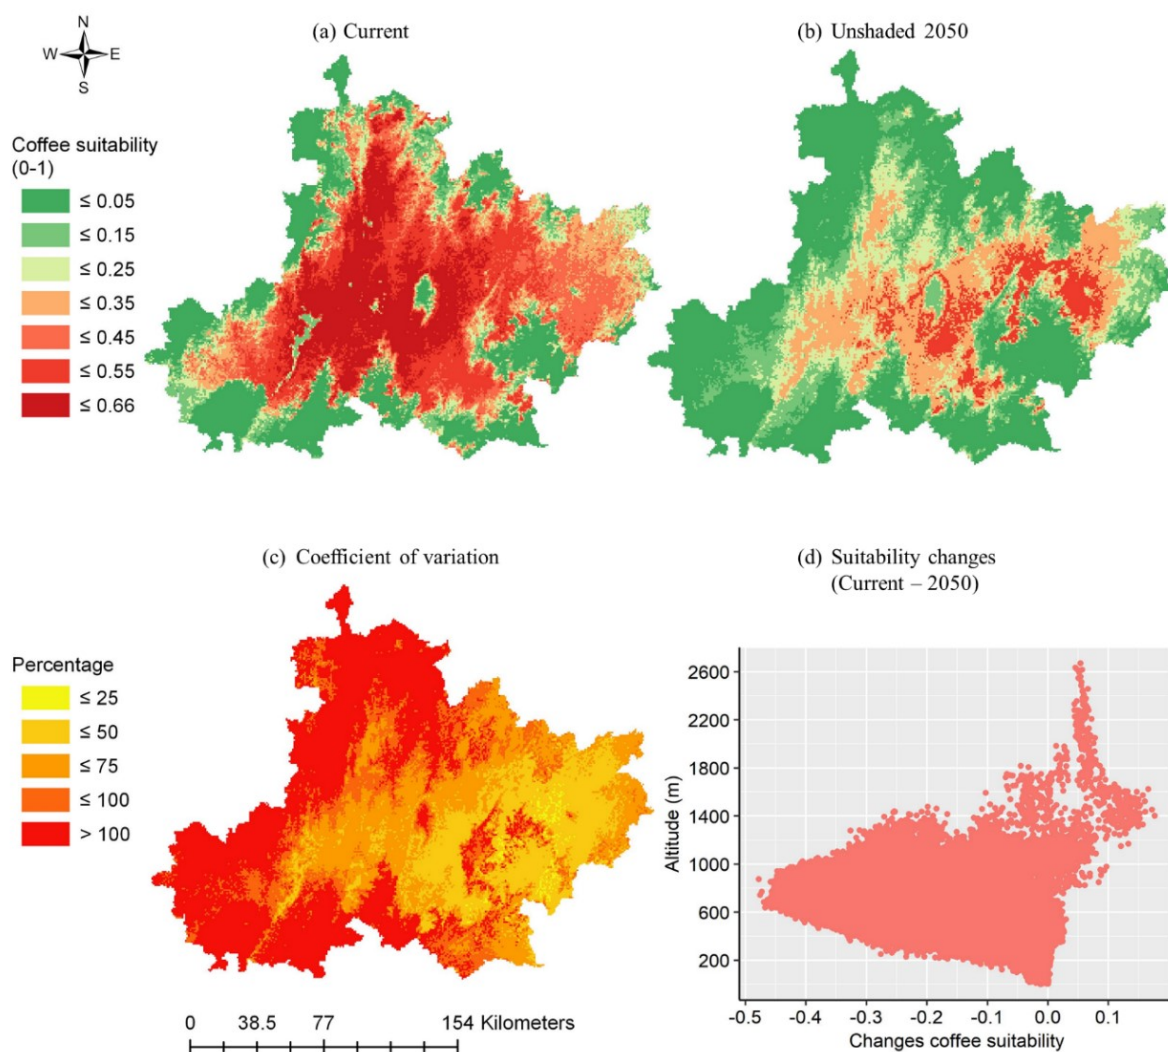 N
W E
S
(a) Current
(b) Unshaded 2050
Coffee suitability
(0-1)
≤ 0.05
≤ 0.15
≤ 0.25
≤ 0.35
≤ 0.45
≤ 0.55
≤ 0.66
(c) Coefficient of variation
(d) Suitability changes
(Current – 2050)
Percentage
≤ 25
≤ 50
≤ 75
≤ 100
> 100
0 38.5 77 154 Kilometers
2600
2200
1800
1400
1000
600
200
Altitude (m)
-0.5 -0.4 -0.3 -0.2 -0.1 0.0 0.1
Changes coffee suitability